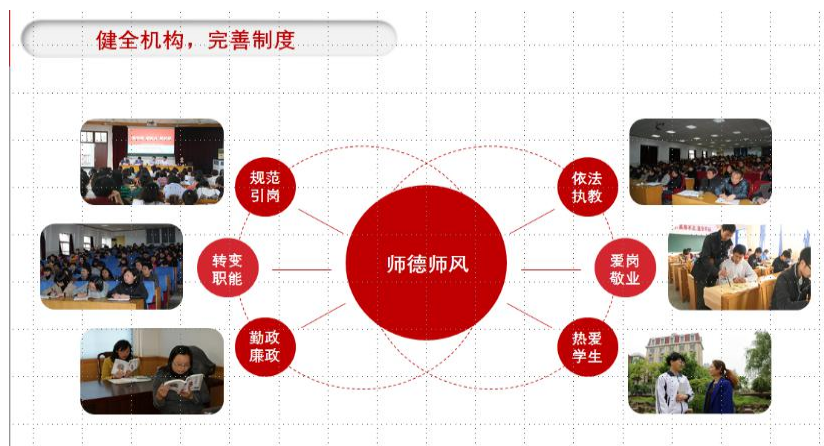 健全机构，完善制度
规范
引岗
依法
执教
转变
职能
师德师风
爱岗
敬业
勤政
廉政
热爱
学生